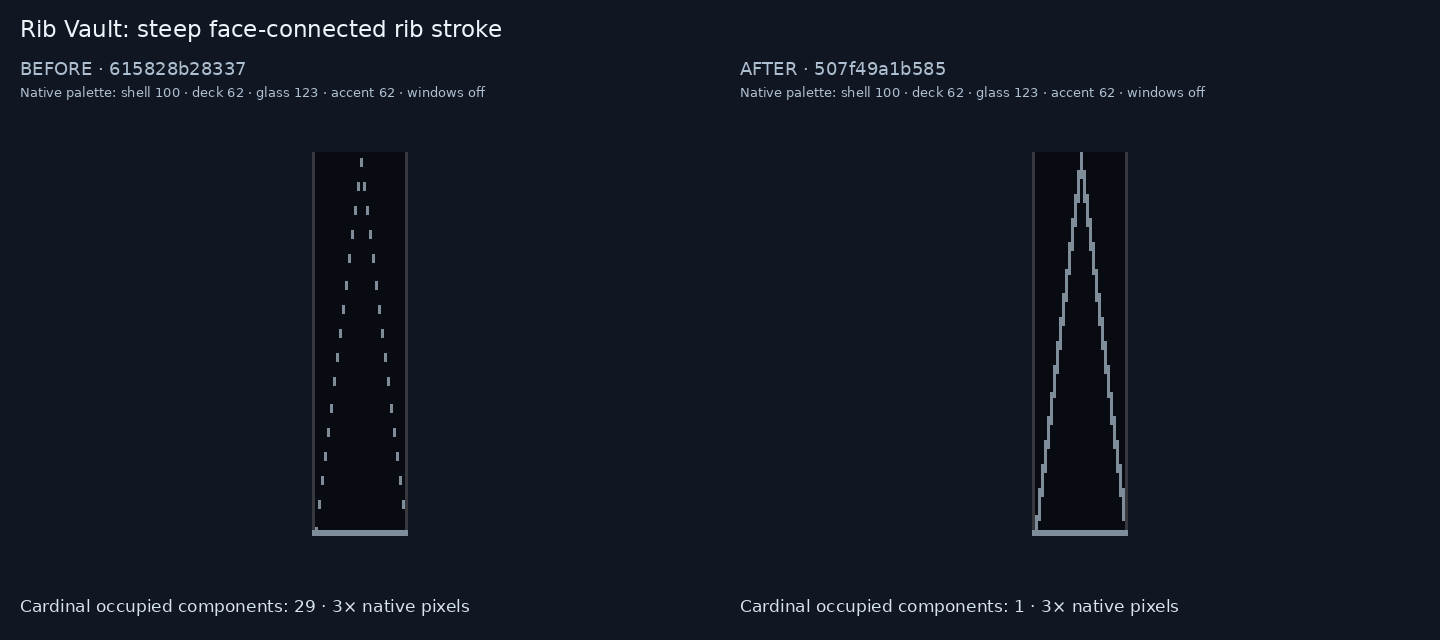 Rib Vault: steep face-connected rib stroke
BEFORE · 615828b28337
Native palette: shell 100 · deck 62 · glass 123 · accent 62 · windows off
AFTER · 507f49a1b585
Native palette: shell 100 · deck 62 · glass 123 · accent 62 · windows off
Cardinal occupied components: 29 · 3× native pixels
Cardinal occupied components: 1 · 3× native pixels